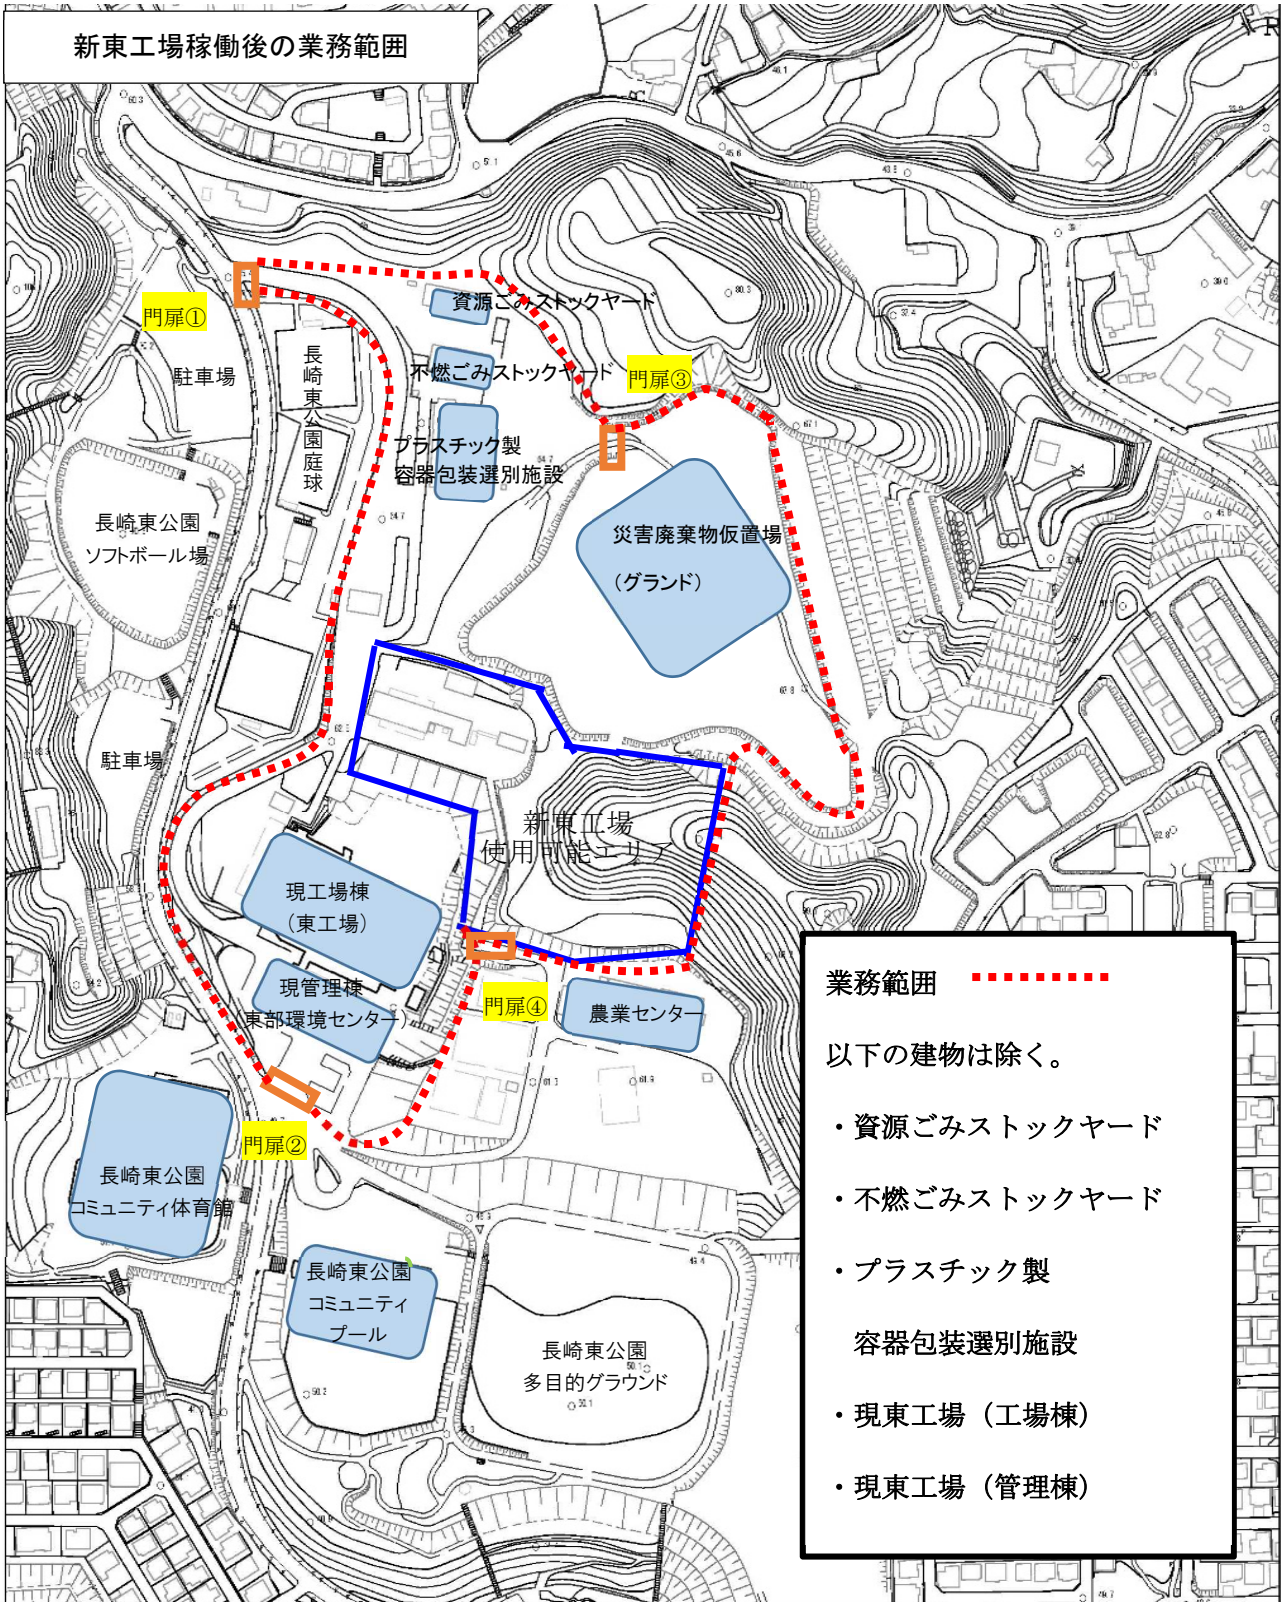 新東工場稼働後の業務範囲
門扉①
駐車場
長崎東公園庭球
資源ごみストックヤード
不燃ごみストックヤード
門扉③
プラスチック製
容器包装選別施設
長崎東公園
ソフトボール場
災害廃棄物仮置場
(グランド)
駐車場
新東工場
使用可能エリア
現工場棟
(東工場)
現管理棟
(東部環境センター)
門扉④
農業センター
門扉②
長崎東公園
コミュニティ体育館
長崎東公園
コミュニティ
プール
長崎東公園
多目的グラウンド
業務範囲
以下の建物は除く。
・資源ごみストックヤード
・不燃ごみストックヤード
・プラスチック製
容器包装選別施設
・現東工場（工場棟）
・現東工場（管理棟）